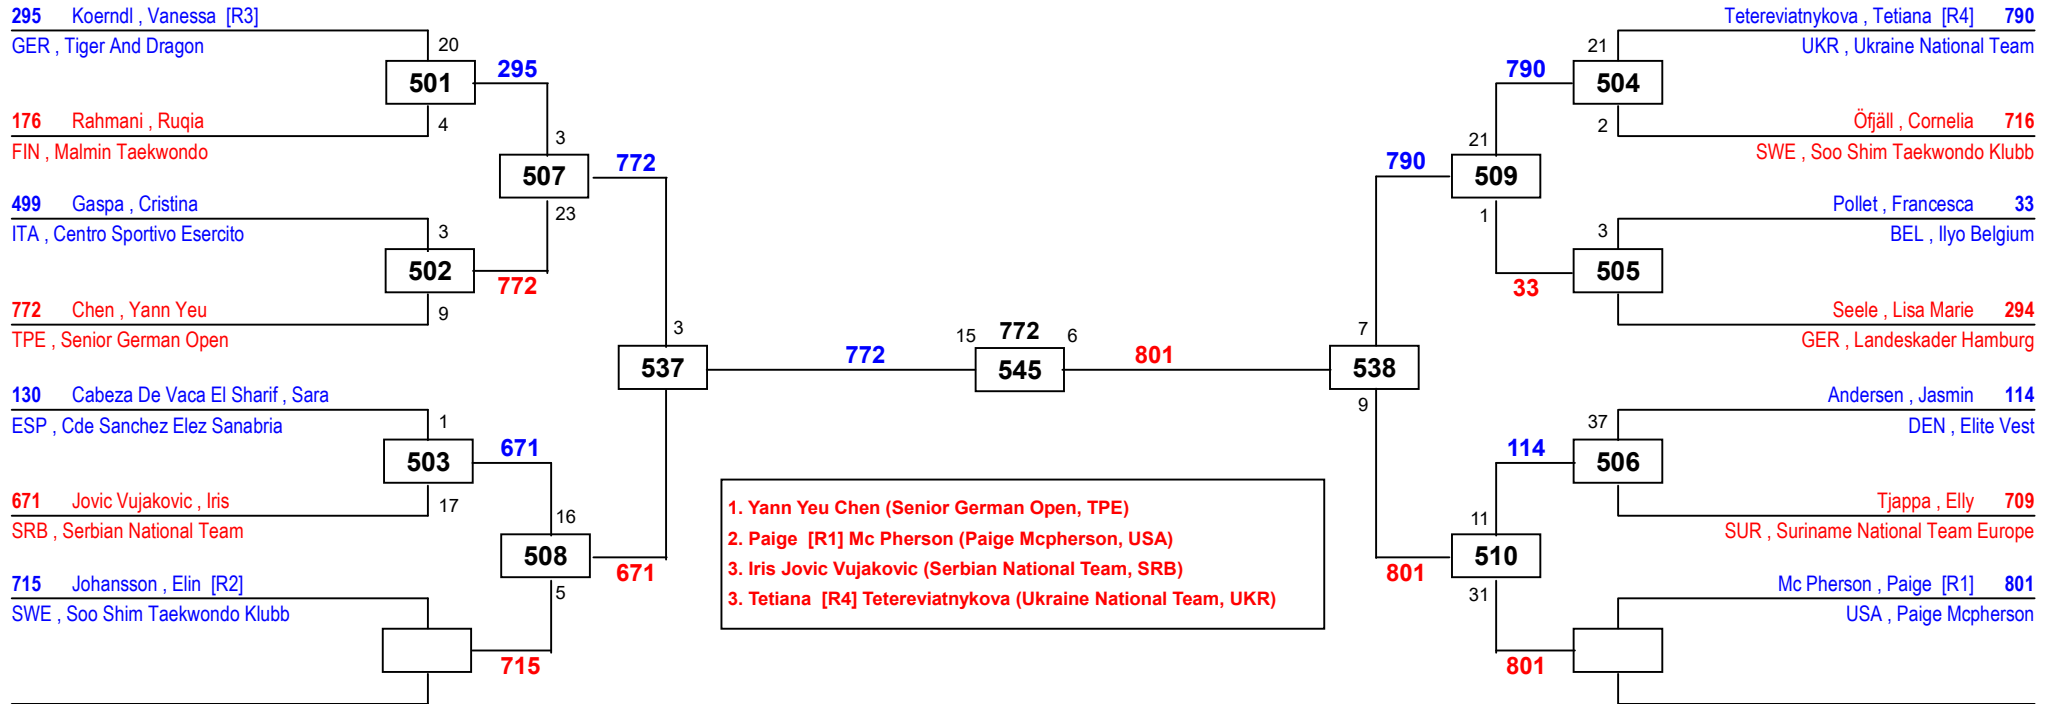 295 Koerndl , Vanessa [R3]
GER , Tiger And Dragon
20
501
295
4
176 Rahmani , Ruqia
FIN , Malmin Taekwondo
3
507
772
23
499 Gaspa , Cristina
ITA , Centro Sportivo Esercito
3
502
772
9
772 Chen , Yann Yeu
TPE , Senior German Open
3
537
772
130 Cabeza De Vaca El Sharif , Sara
ESP , Cde Sanchez Elez Sanabria
1
503
671
17
671 Jovic Vujakovic , Iris
SRB , Serbian National Team
16
508
671
5
715 Johansson , Elin [R2]
SWE , Soo Shim Taekwondo Klubb
715
15 772 6
545
801
1. Yann Yeu Chen (Senior German Open, TPE)
2. Paige [R1] Mc Pherson (Paige Mcpherson, USA)
3. Iris Jovic Vujakovic (Serbian National Team, SRB)
3. Tetiana [R4] Tetereviatnykova (Ukraine National Team, UKR)
Tetereviatnykova , Tetiana [R4] 790
UKR , Ukraine National Team
21
790
504
2
Öfjäll , Cornelia 716
SWE , Soo Shim Taekwondo Klubb
21
790
509
1
Pollet , Francesca 33
BEL , Ilyo Belgium
3
505
33
Seele , Lisa Marie 294
GER , Landeskader Hamburg
7
538
9
Andersen , Jasmin 114
DEN , Elite Vest
37
114
506
Tjappa , Elly 709
SUR , Suriname National Team Europe
11
510
801
31
Mc Pherson , Paige [R1] 801
USA , Paige Mcpherson
801